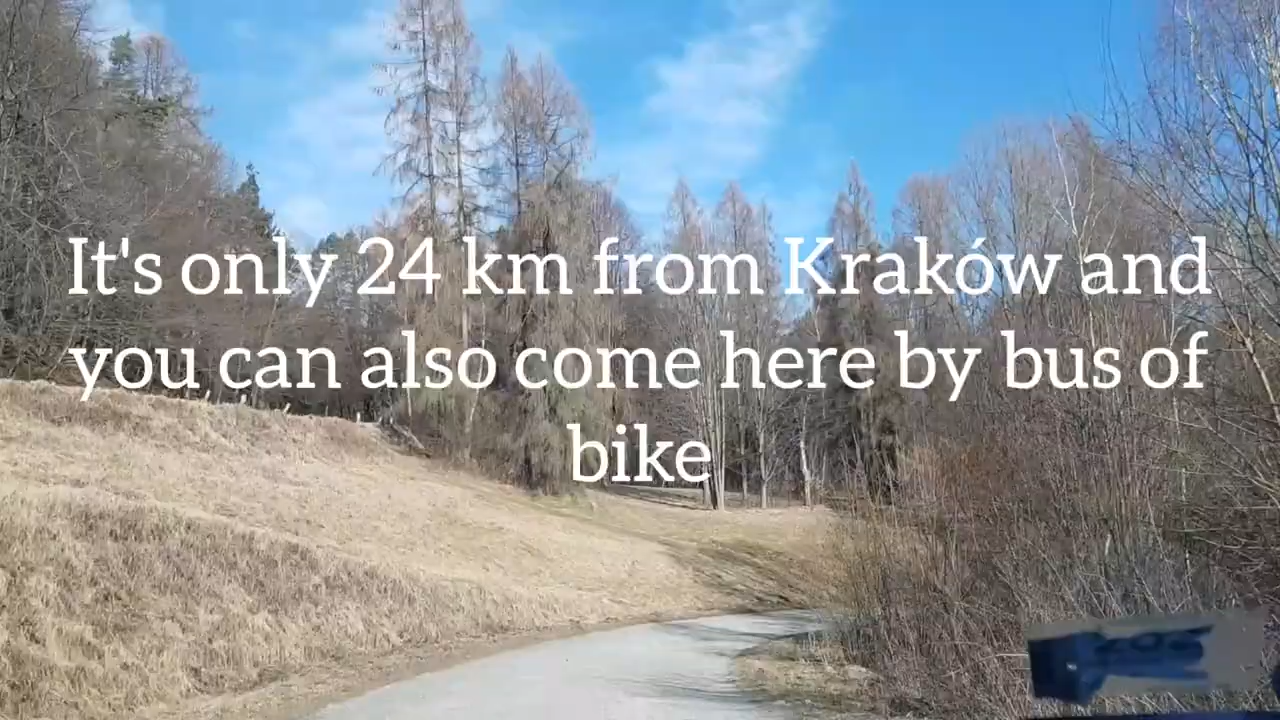 It's only 24 km from Kraków and
you can also come here by bus of
bike